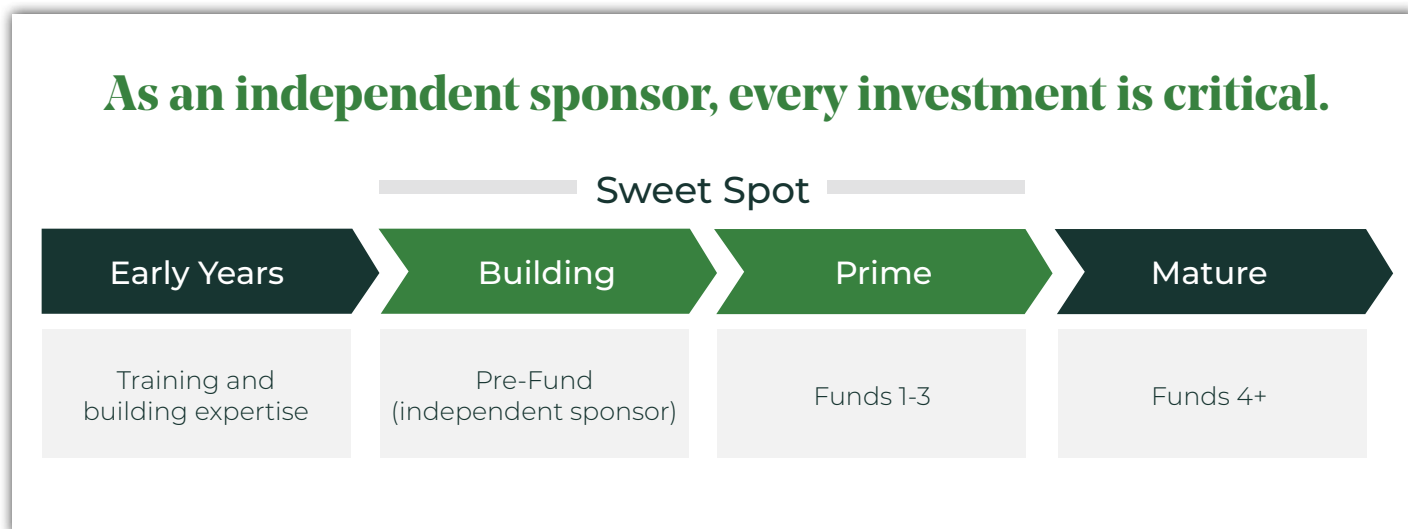 As an independent sponsor, every investment is critical.
Sweet Spot
Early Years
Building
Prime
Mature
Training and
building expertise
Pre-Fund
(independent sponsor)
Funds 1-3
Funds 4+